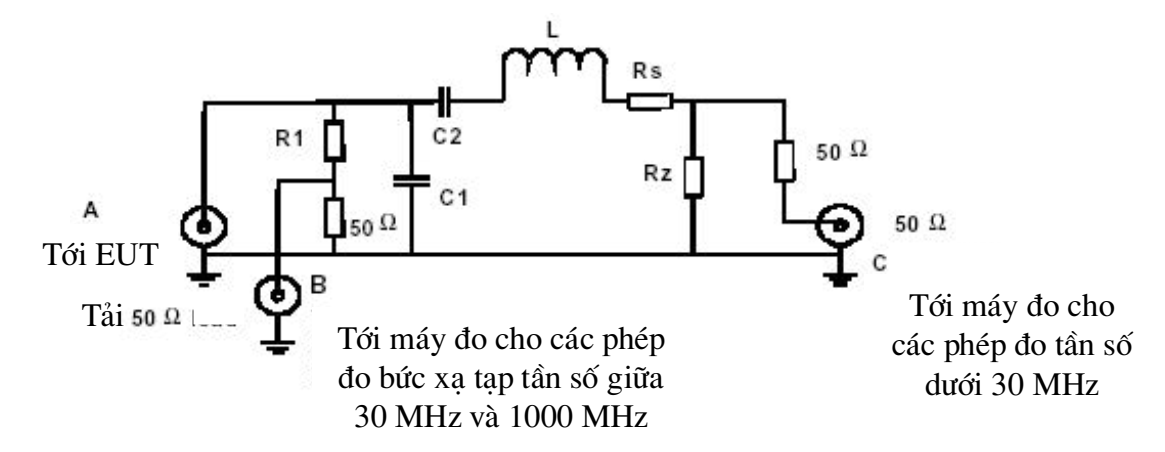 L
Rs
R1
C2
50 Ω
Rz
C1
A
50 Ω
50 Ω
Tới EUT
B
C
Tải 50 Ω
Tới máy đo cho các phép
đo bức xạ tạp tần số giữa
30 MHz và 1000 MHz
Tới máy đo cho
các phép đo tần số
dưới 30 MHz